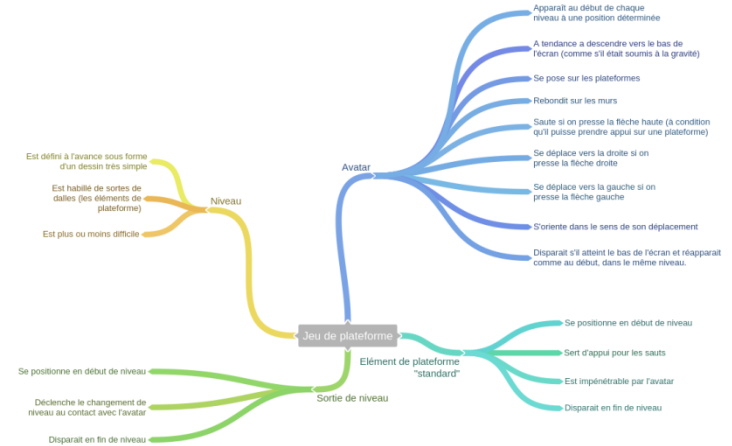 Apparaît au début de chaque
niveau à une position déterminée
A tendance a descendre vers le bas de
l'écran (comme s'il était soumis à la gravité)
Se pose sur les plateformes
Rebondit sur les murs
Saute si on presse la flèche haute (à condition
qu'il puisse prendre appui sur une plateforme)
Se déplace vers la droite si on
presse la flèche droite
Se déplace vers la gauche si on
presse la flèche gauche
S'oriente dans le sens de son déplacement
Disparait s'il atteint le bas de l'écran et réapparait
comme au début, dans le même niveau.
Avatar
Est défini à l'avance sous forme
d'un dessin très simple
Est habillé de sortes de
dalles (les éléments de
plateforme)
Est plus ou moins difficile
Niveau
Jeu de plateforme
Elément de plateforme
"standard"
Se positionne en début de niveau
Sert d'appui pour les sauts
Est impénétrable par l'avatar
Disparait en fin de niveau
Sortie de niveau
Se positionne en début de niveau
Déclenche le changement de
niveau au contact avec l'avatar
Disparait en fin de niveau